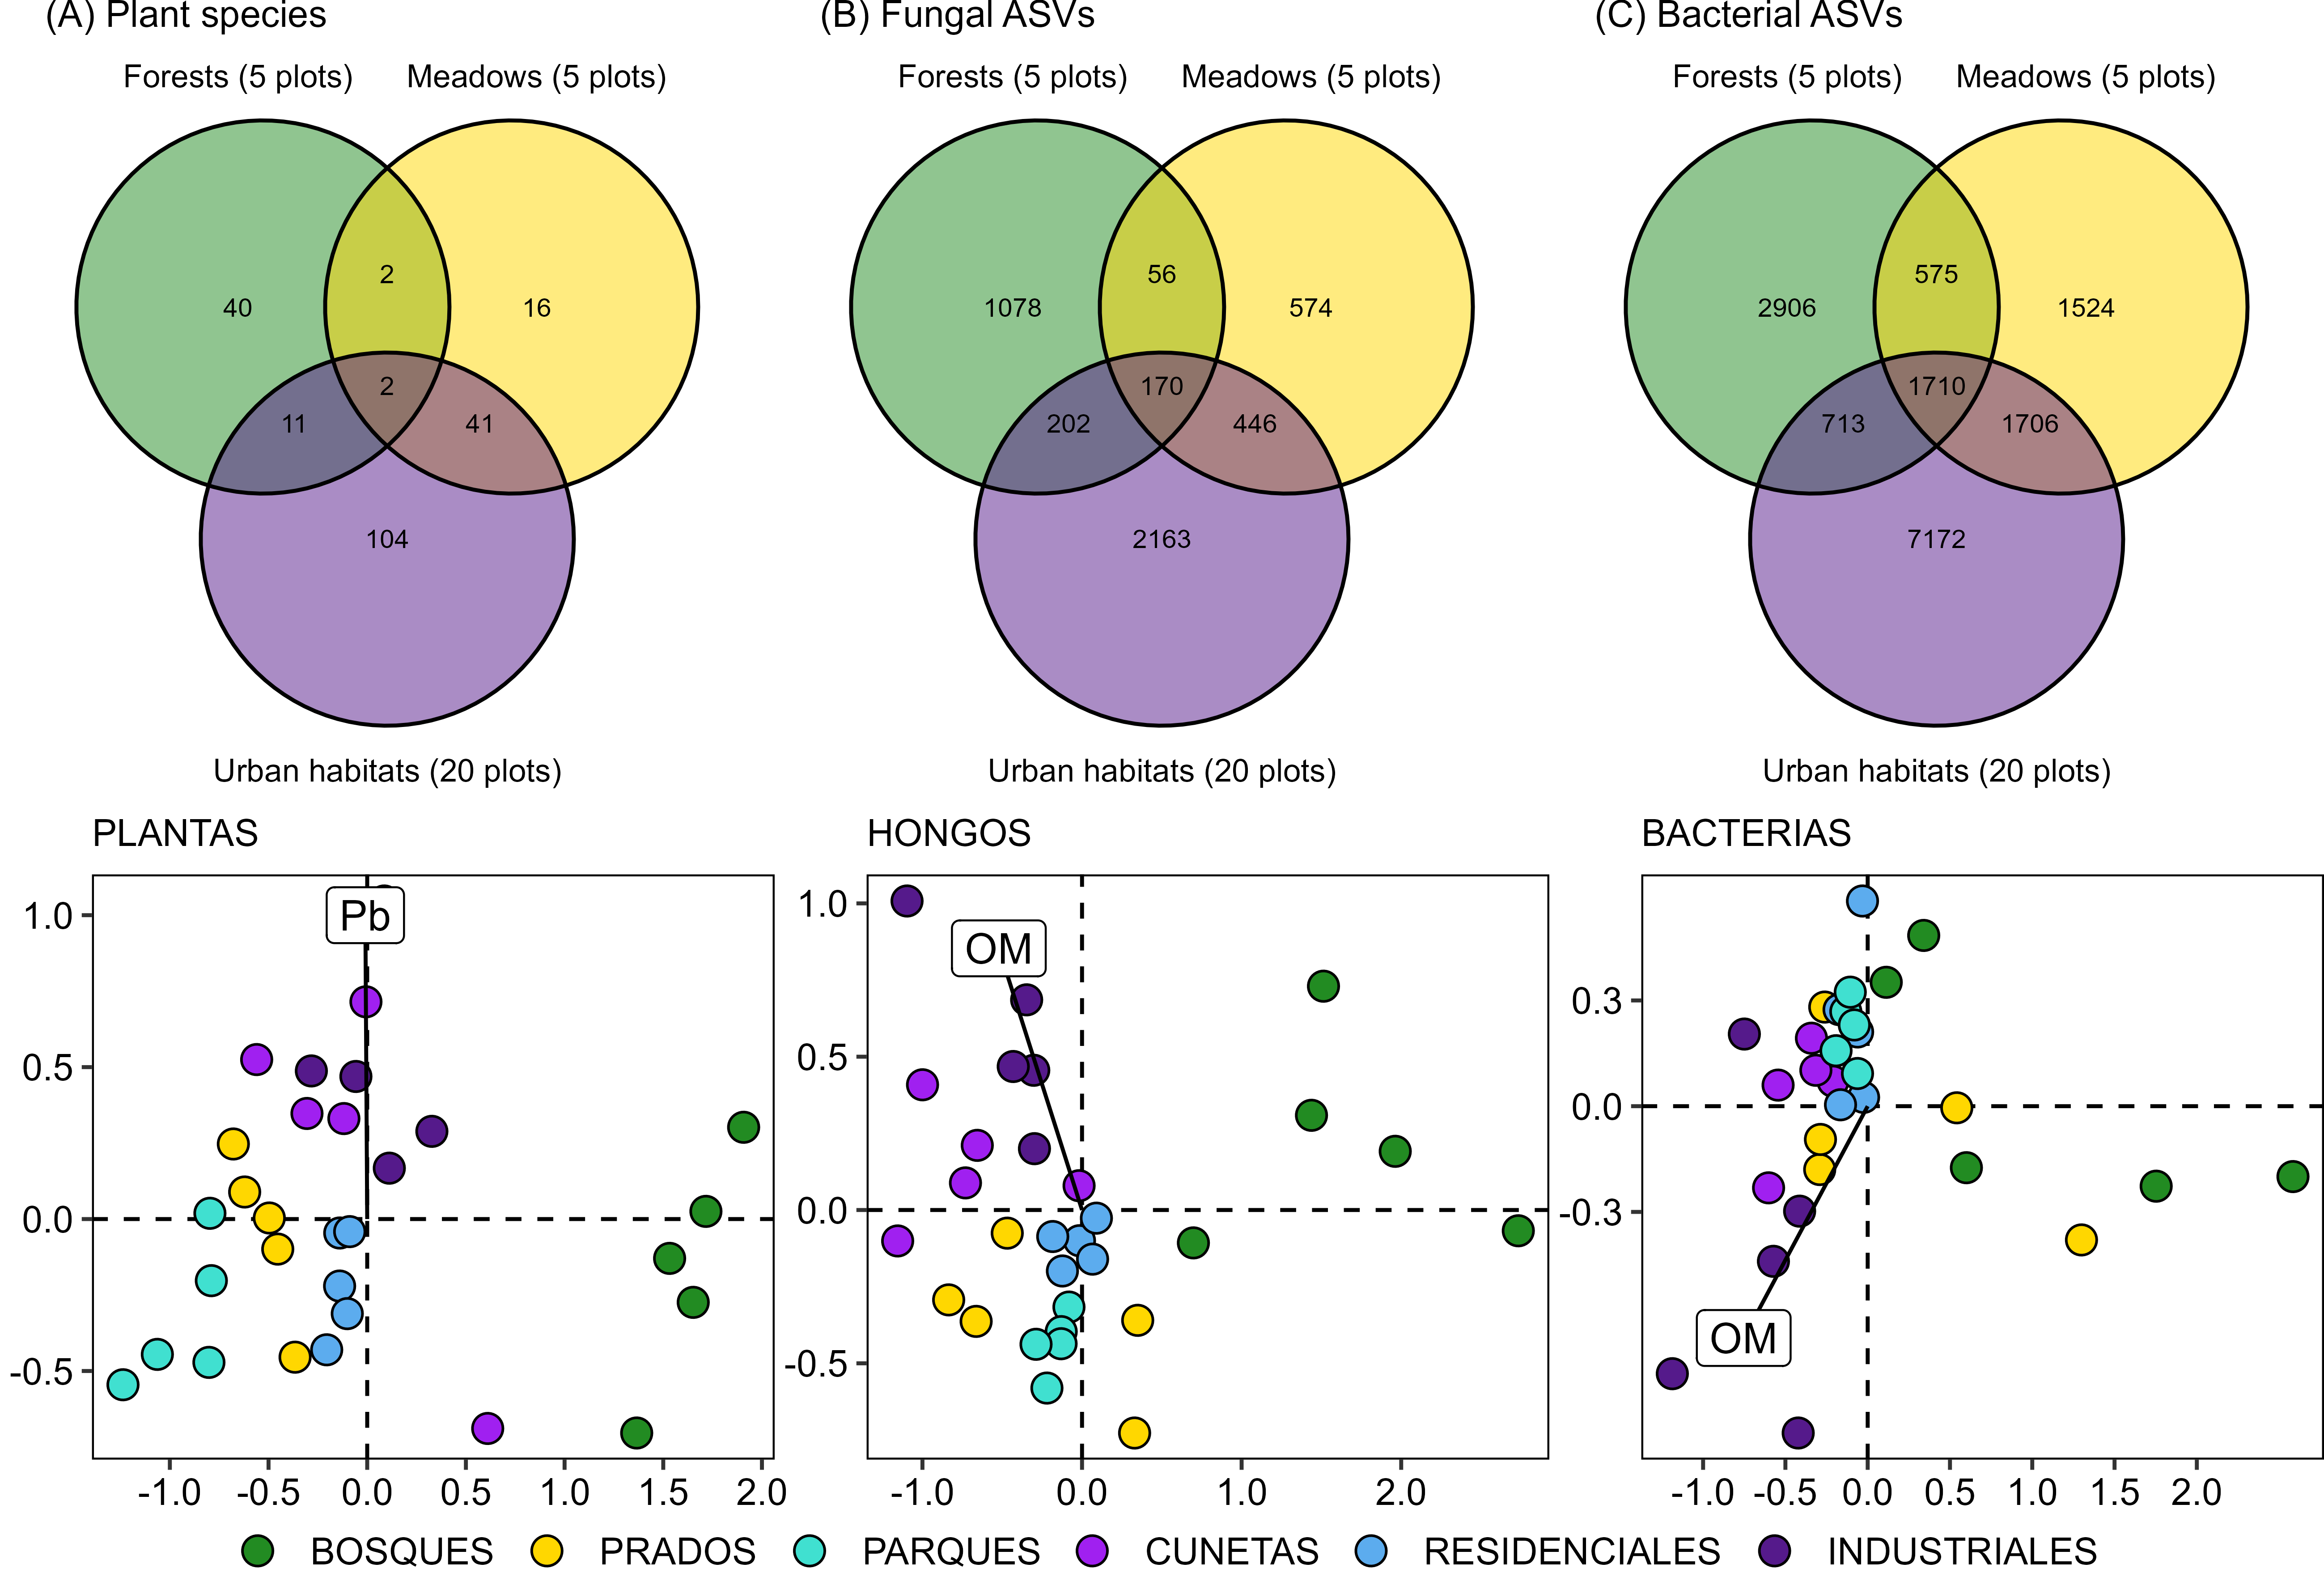 (A) Plant species
(B) Fungal ASVs
(C) Bacterial ASVs
Forests (5 plots) Meadows (5 plots)
Forests (5 plots) Meadows (5 plots)
Forests (5 plots) Meadows (5 plots)
2
40
16
2
11
41
104
56
1078
574
170
202
446
2163
575
2906
1524
1710
713
1706
7172
Urban habitats (20 plots)
Urban habitats (20 plots)
Urban habitats (20 plots)
PLANTAS
1.0
0.5
0.0
-0.5
Pb
-1.0 -0.5 0.0 0.5 1.0 1.5 2.0
HONGOS
1.0
0.5
0.0
-0.5
OM
-1.0 0.0 1.0 2.0
BACTERIAS
0.3
0.0
-0.3
OM
-1.0 -0.5 0.0 0.5 1.0 1.5 2.0
BOSQUES PRADOS PARQUES CUNETAS RESIDENCIALES INDUSTRIALES